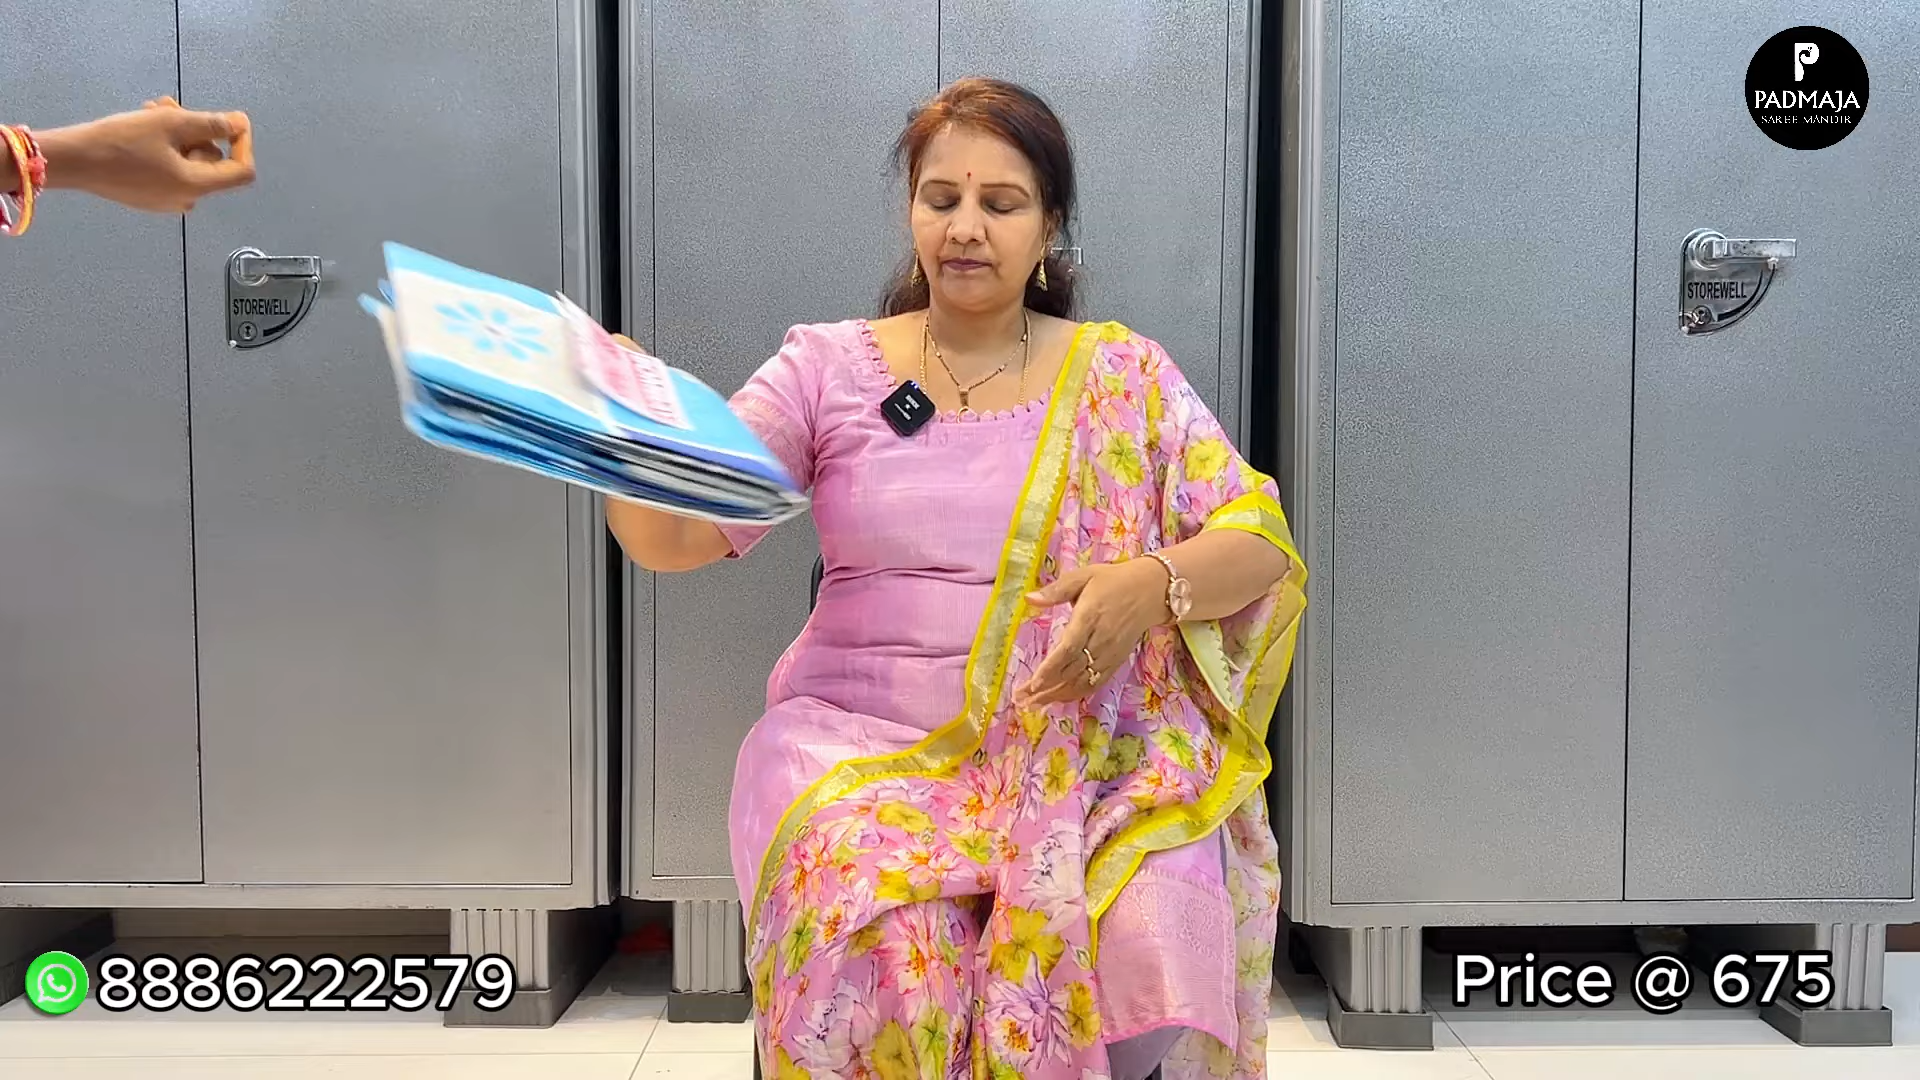 PADMAJA
SAREE MANDIR
STOREWELL
STOREWELL
8886222579
Price @ 675